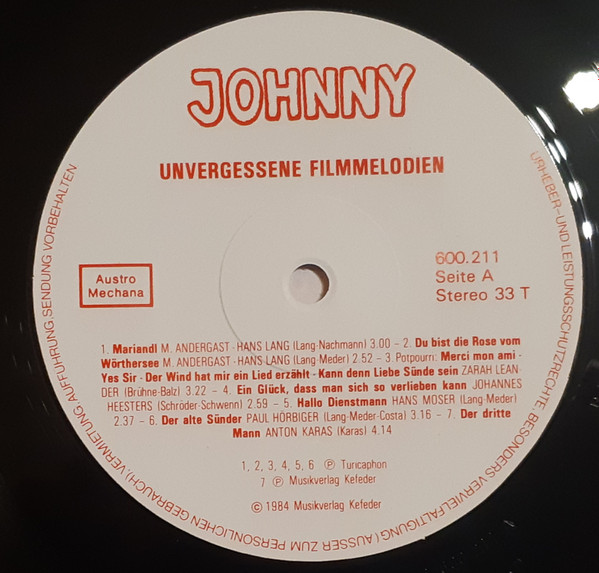 JOHNNY
UNVERGESSENE FILMMELODIEN
Austro
Mechana
600.211
Seite A
Stereo 33 T
1. Mariandl M. ANDERGAST - HANS LANG (Lang-Nachmann) 3.00 – 2. Du bist die Rose vom
Wörthersee M. ANDERGAST - HANS LANG (Lang-Meder) 2.52 – 3. Potpourri: Merci mon ami -
Yes Sir - Der Wind hat mir ein Lied erzählt - Kann denn Liebe Sünde sein ZARAH LEAN-
DER (Brühne-Balz) 3.22 – 4. Ein Glück, dass man sich so verlieben kann JOHANNES
HEESTERS (Schröder-Schwenn) 2.59 – 5. Hallo Dienstmann HANS MOSER (Lang-Meder)
2.37 – 6. Der alte Sünder PAUL HÖRBIGER (Lang-Meder-Costa) 3.16 – 7. Der dritte
Mann ANTON KARAS (Karas) 4.14
1, 2, 3, 4, 5, 6 Ⓟ Turicaphon
7 Ⓟ Musikverlag Kefeder
© 1984 Musikverlag Kefeder
URHEBER- UND LEISTUNGSSCHUTZRECHTE, BESONDERS VERVIELFÄLTIGUNG (AUSSER ZUM PERSÖNLICHEN GEBRAUCH), VERMIETUNG AUFFÜHRUNG, SENDUNG VORBEHALTEN